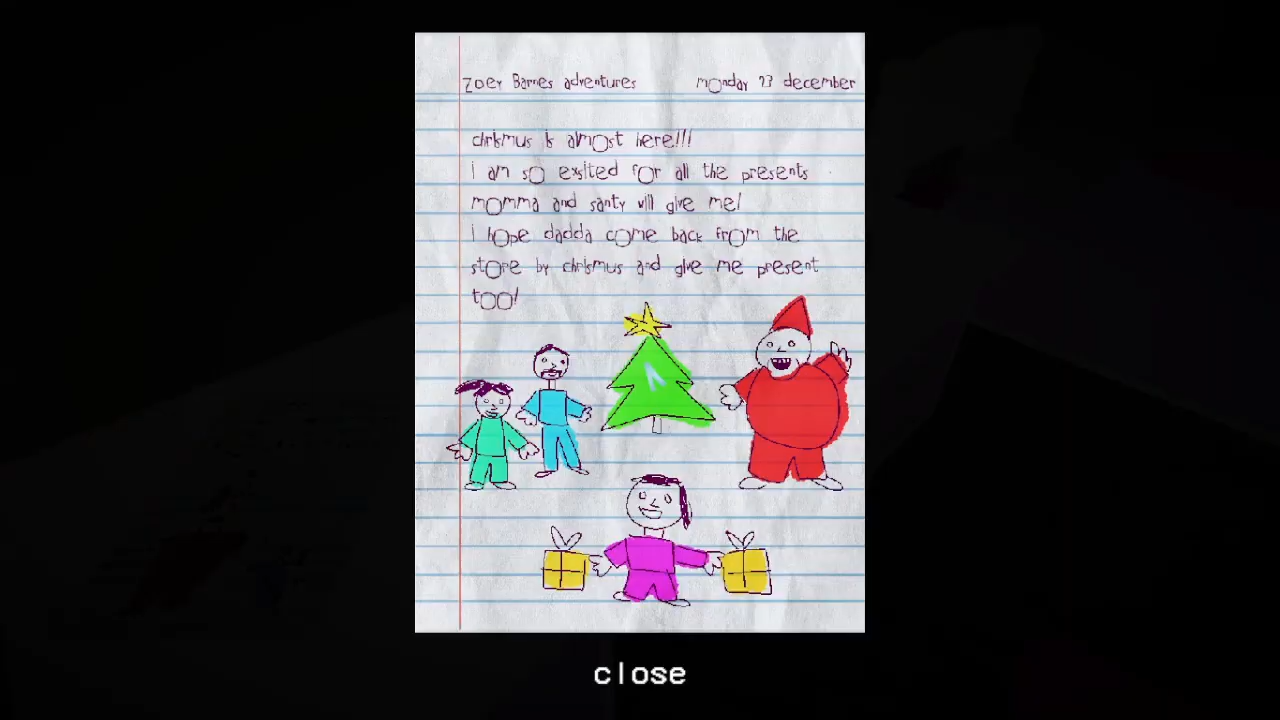 Zoey Barnes adventures monday 23 december
chrismus is almost here!!!
i am so exsited for all the presents
momma and santy will give me!
i hope dadda come back from the
store by chrismus and give me present
too!
close